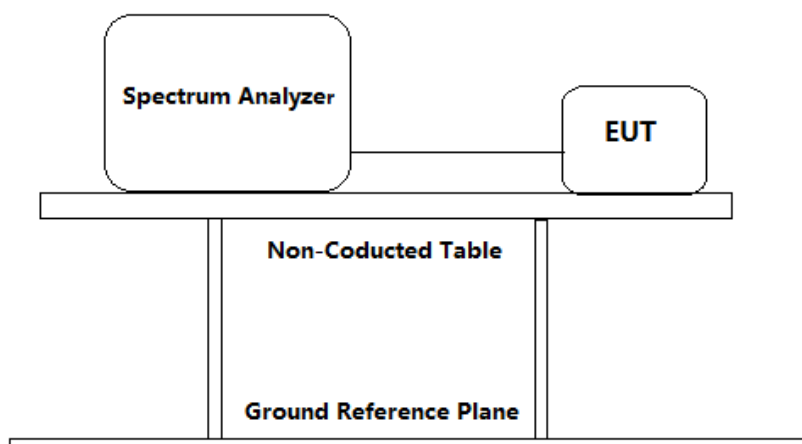 Spectrum Analyzer
EUT
Non-Coducted Table
Ground Reference Plane